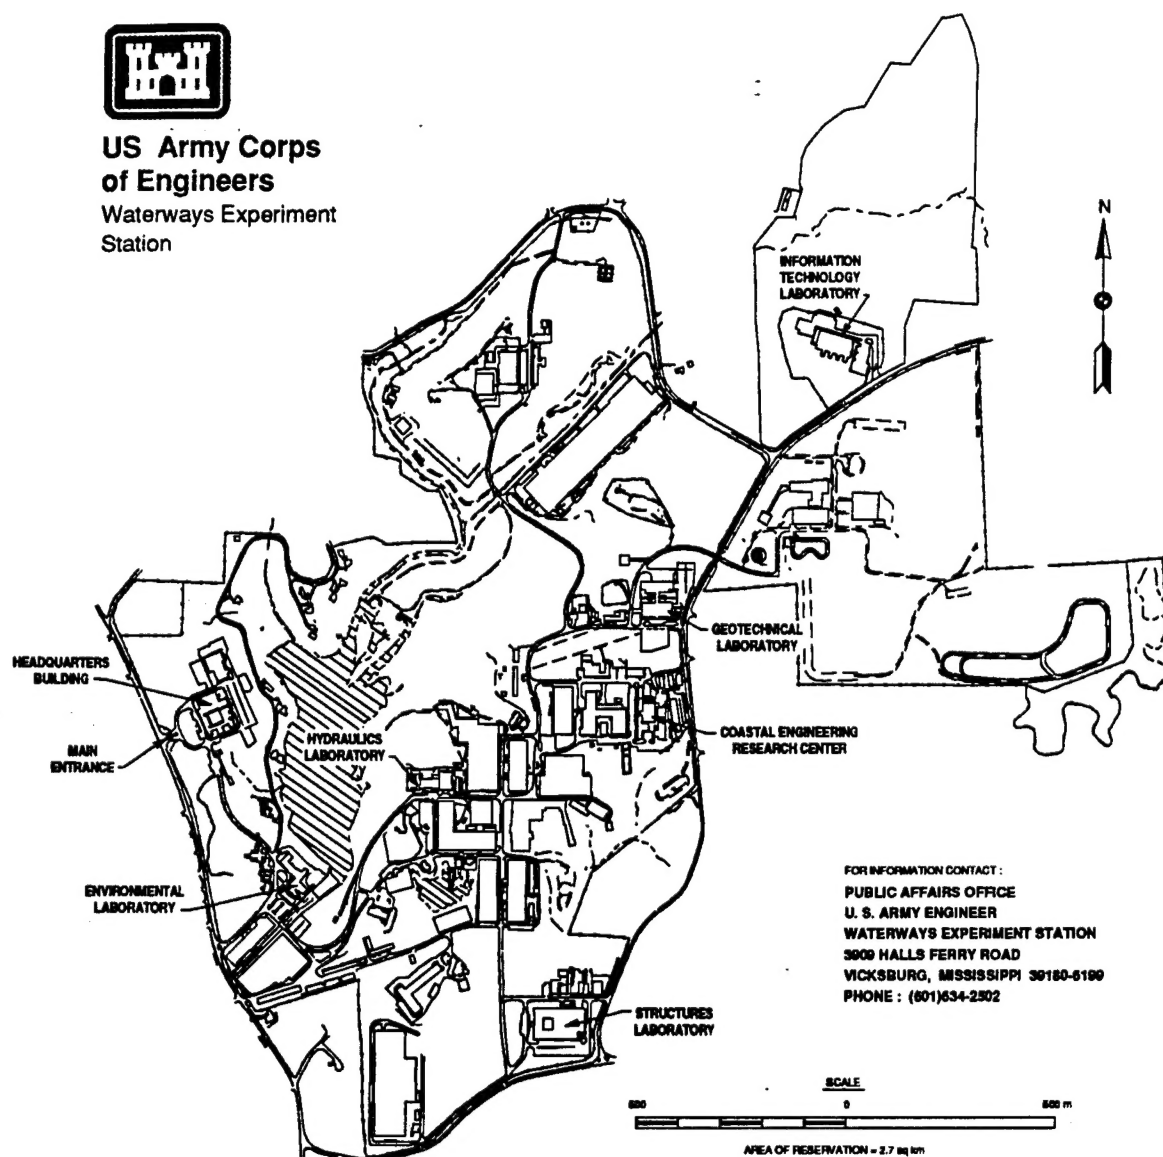 US Army Corps
of Engineers
Waterways Experiment
Station
N
INFORMATION
TECHNOLOGY
LABORATORY
GEOTECHNICAL
LABORATORY
HEADQUARTERS
BUILDING
MAIN
ENTRANCE
HYDRAULICS
LABORATORY
COASTAL ENGINEERING
RESEARCH CENTER
ENVIRONMENTAL
LABORATORY
STRUCTURES
LABORATORY
FOR INFORMATION CONTACT :
PUBLIC AFFAIRS OFFICE
U. S. ARMY ENGINEER
WATERWAYS EXPERIMENT STATION
3909 HALLS FERRY ROAD
VICKSBURG, MISSISSIPPI 39180-6199
PHONE : (601)634-2502
SCALE
500 0 500 m
AREA OF RESERVATION = 2.7 sq km